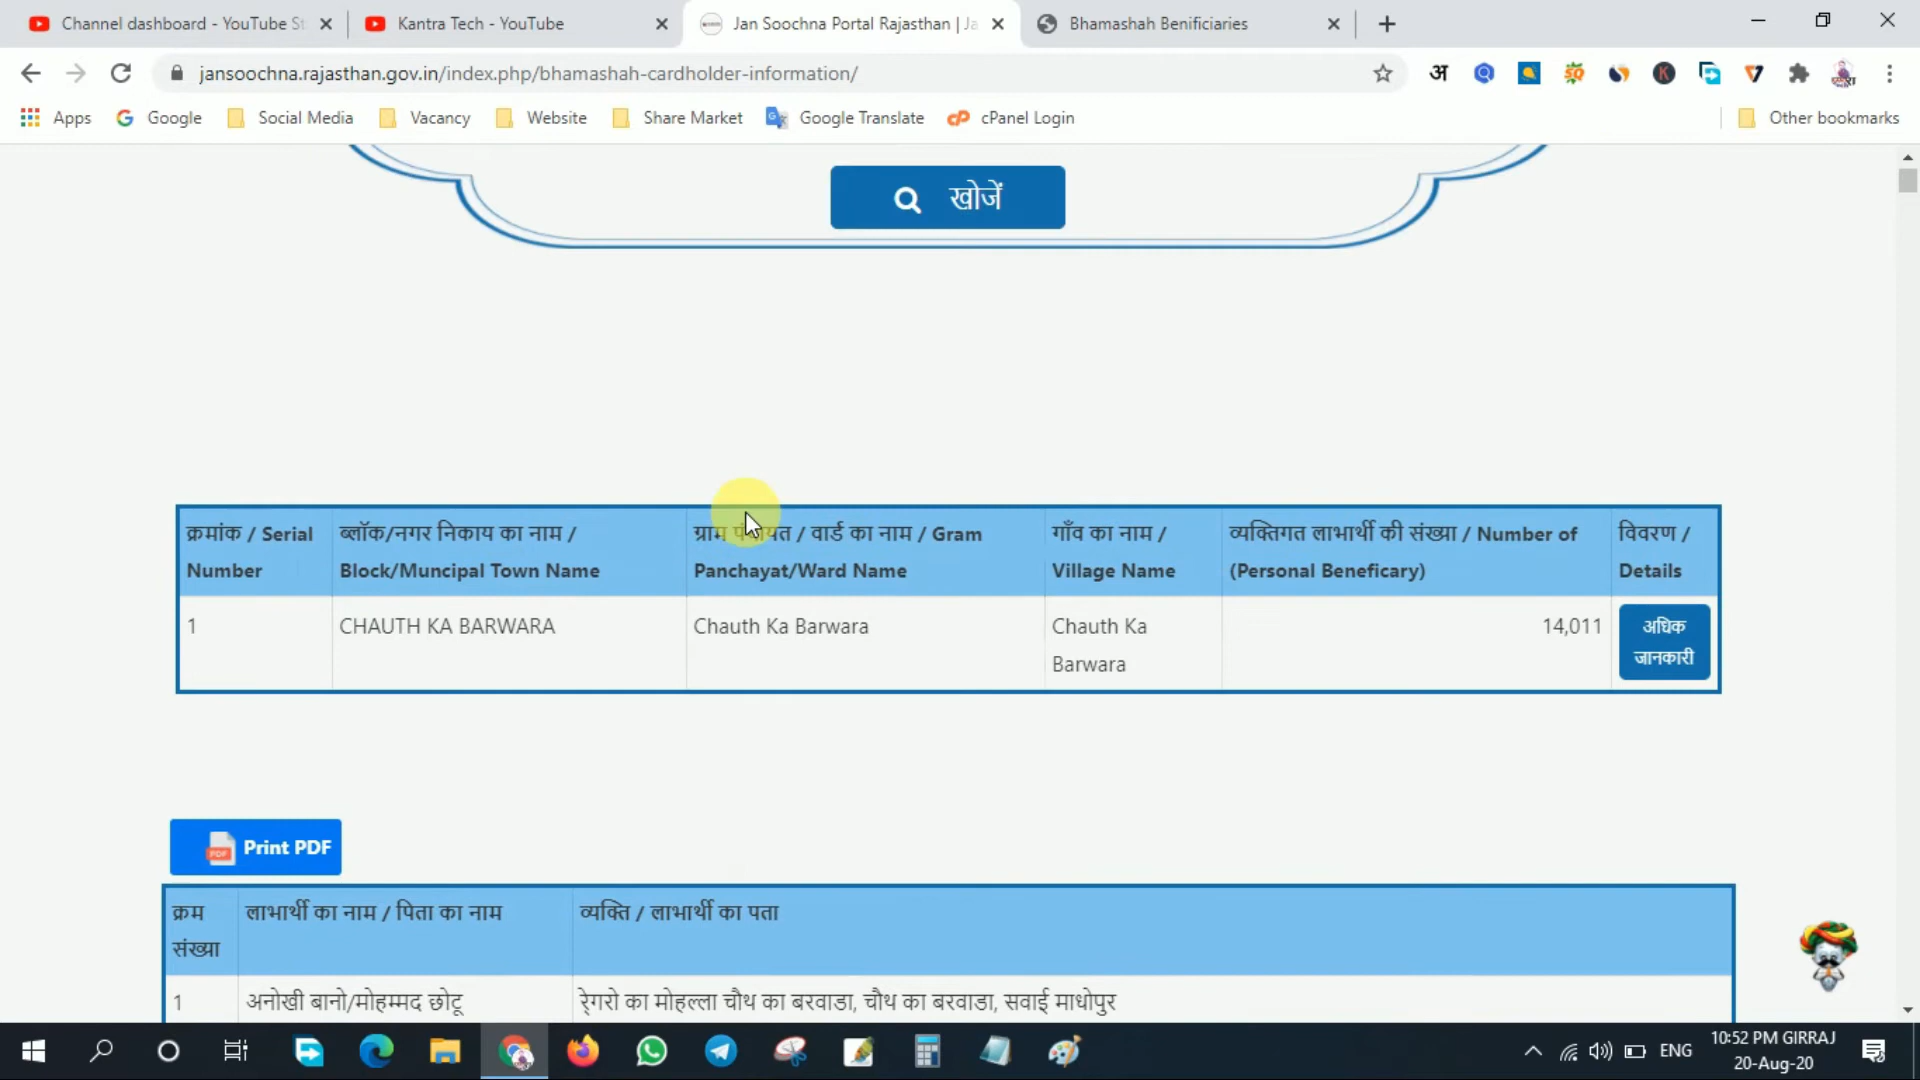 Channel dashboard - YouTube St
Kantra Tech - YouTube
Jan Soochna Portal Rajasthan | Ja
Bhamashah Benificiaries
jansoochna.rajasthan.gov.in/index.php/bhamashah-cardholder-information/
Apps
Google
Social Media
Vacancy
Website
Share Market
Google Translate
cPanel Login
Other bookmarks
खोजें
क्रमांक / Serial Number
ब्लॉक/नगर निकाय का नाम / Block/Muncipal Town Name
ग्राम पंचायत / वार्ड का नाम / Gram Panchayat/Ward Name
गाँव का नाम / Village Name
व्यक्तिगत लाभार्थी की संख्या / Number of (Personal Beneficary)
विवरण / Details
1
CHAUTH KA BARWARA
Chauth Ka Barwara
Chauth Ka Barwara
14,011
अधिक जानकारी
Print PDF
क्रम संख्या
लाभार्थी का नाम / पिता का नाम
व्यक्ति / लाभार्थी का पता
1
अनोखी बानो/मोहम्मद छोटू
रेगरो का मोहल्ला चौथ का बरवाडा, चौथ का बरवाडा, सवाई माधोपुर
ENG
10:52 PM GIRRAJ
20-Aug-20